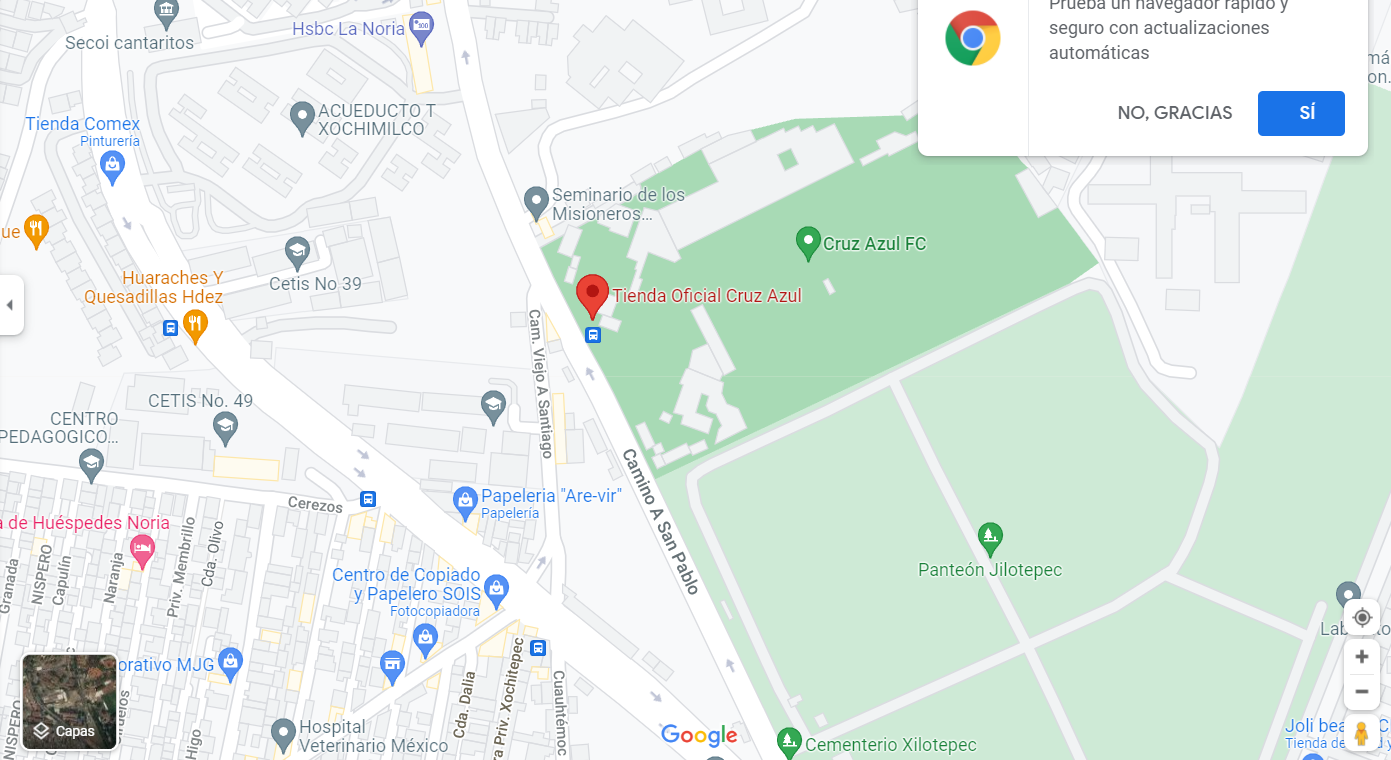 Prueba un navegador rápido y
seguro con actualizaciones
automáticas
NO, GRACIAS
SÍ
Secoi cantaritos
Hsbc La Noria
Tienda Comex
Pinturería
ACUEDUCTO T
XOCHIMILCO
Seminario de los
Misioneros...
ue
Cruz Azul FC
Huaraches Y
Quesadillas Hdez
Cetis No 39
Tienda Oficial Cruz Azul
Cam. Viejo A Santiago
CETIS No. 49
CENTRO
PEDAGOGICO...
Camino A San Pablo
Cerezos
Papeleria "Are-vir"
Papelería
a de Huéspedes Noria
Granada
NISPERO
Capulín
Naranja
Priv. Membrillo
Cda. Olivo
Centro de Copiado
y Papelero SOIS
Fotocopiadora
Panteón Jilotepec
Lab
orativo MJG
Capas
NISPERO
Higo
Cda. Dalia
ra Priv. Xochitepec
Cuauhtémoc
Hospital
Veterinario México
Google
Cementerio Xilotepec
Joli bea
Tienda de